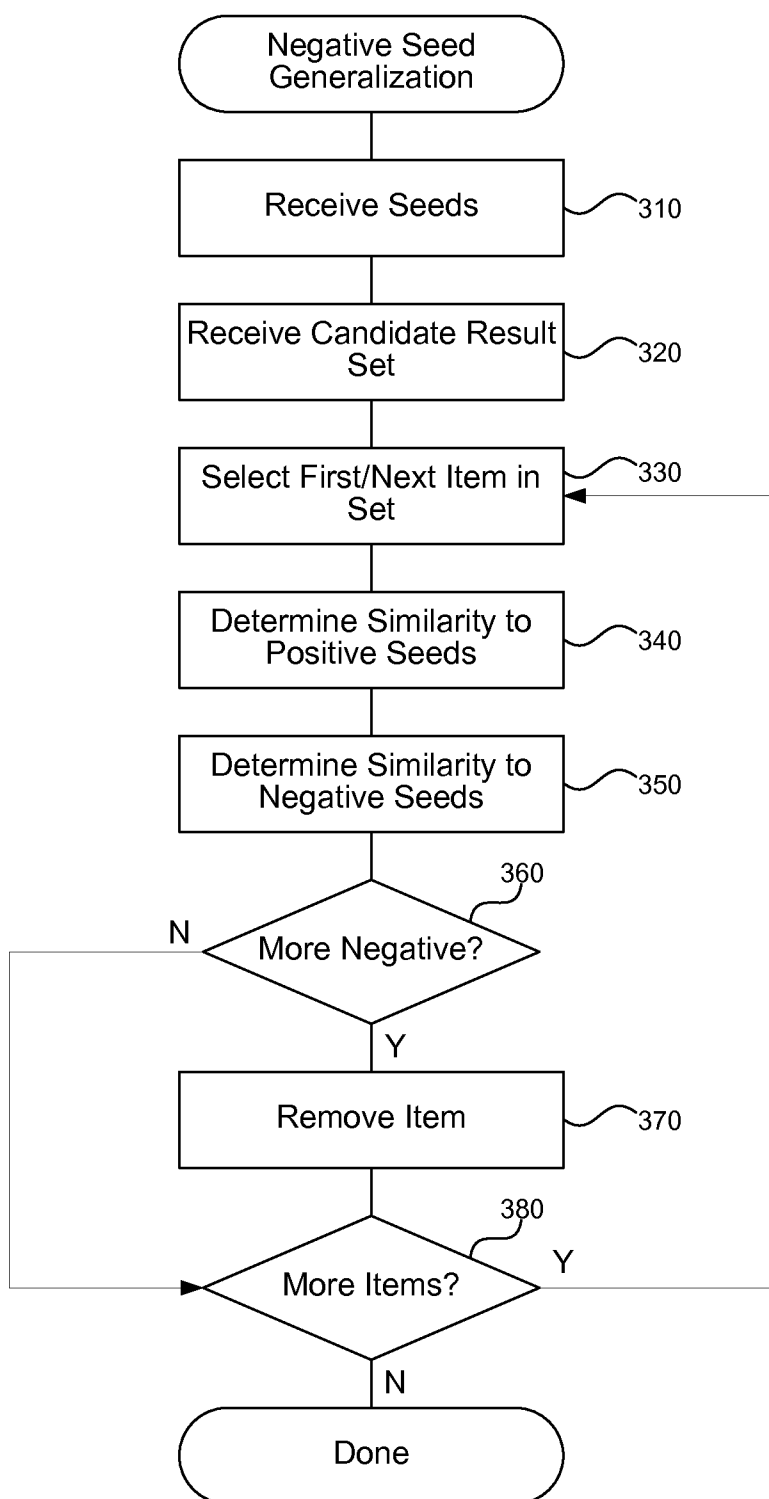 Negative Seed
Generalization
Receive Seeds
310
Receive Candidate Result
Set
320
Select First/Next Item in
Set
330
Determine Similarity to
Positive Seeds
340
Determine Similarity to
Negative Seeds
350
360
N
More Negative?
Y
Remove Item
370
380
More Items?
Y
N
Done